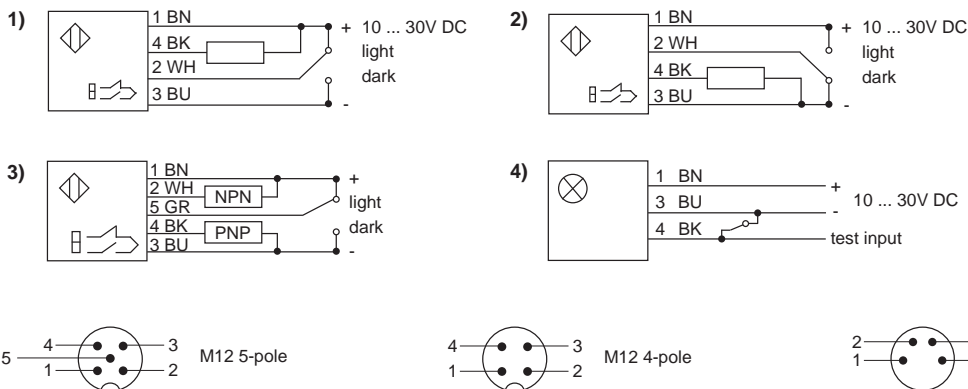 1)
1 BN
+ 10 ... 30V DC
4 BK
light
2 WH
dark
3 BU
-
2)
1 BN
+ 10 ... 30V DC
2 WH
light
dark
4 BK
3 BU
-
3)
1 BN
+
2 WH
NPN
light
5 GR
dark
4 BK
PNP
3 BU
-
4)
1 BN
+
10 ... 30V DC
3 BU
-
4 BK
test input
4
3
5
M12 5-pole
1
2
4
3
M12 4-pole
1
2
2
1